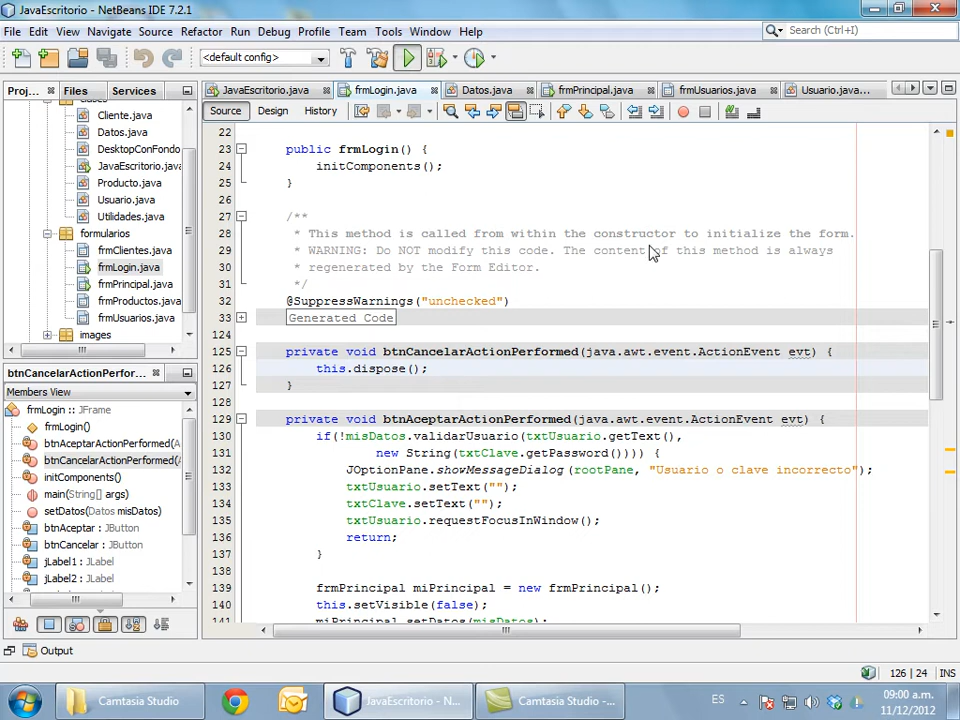 JavaEscritorio - NetBeans IDE 7.2.1
File Edit View Navigate Source Refactor Run Debug Profile Team Tools Window Help
Search (Ctrl+I)
<default config>
Proj... Files Services
JavaEscritorio.java frmLogin.java Datos.java frmPrincipal.java frmUsuarios.java Usuario.java...
Source Design History
Cliente.java
Datos.java
DesktopConFondo
JavaEscritorio.java
Producto.java
Usuario.java
Utilidades.java
formularios
frmClientes.java
frmLogin.java
frmPrincipal.java
frmProductos.java
frmUsuarios.java
images
btnCancelarActionPerfor...
Members View
frmLogin :: JFrame
frmLogin()
btnAceptarActionPerformed(A
btnCancelarActionPerformed(A
initComponents()
main(String[] args)
setDatos(Datos misDatos)
btnAceptar : JButton
btnCancelar : JButton
jLabel1 : JLabel
jLabel2 : JLabel
22
23 public frmLogin() {
24 initComponents();
25 }
26
27 /**
28 * This method is called from within the constructor to initialize the form.
29 * WARNING: Do NOT modify this code. The content of this method is always
30 * regenerated by the Form Editor.
31 */
32 @SuppressWarnings("unchecked")
33 Generated Code
124
125 private void btnCancelarActionPerformed(java.awt.event.ActionEvent evt) {
126 this.dispose();
127 }
128
129 private void btnAceptarActionPerformed(java.awt.event.ActionEvent evt) {
130 if(!misDatos.validarUsuario(txtUsuario.getText(),
131 new String(txtClave.getPassword()))) {
132 JOptionPane.showMessageDialog(rootPane, "Usuario o clave incorrecto");
133 txtUsuario.setText("");
134 txtClave.setText("");
135 txtUsuario.requestFocusInWindow();
136 return;
137 }
138
139 frmPrincipal miPrincipal = new frmPrincipal();
140 this.setVisible(false);
141 miPrincipal.setDatos(misDatos);
Output
126 | 24 INS
Camtasia Studio
JavaEscritorio - N...
Camtasia Studio -...
ES
09:00 a.m.
11/12/2012